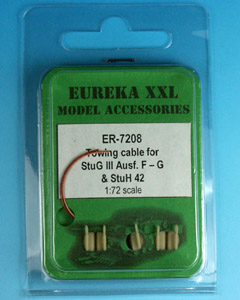 EUREKA XXL
MODEL ACCESSORIES
ER-7208
Towing cable for
StuG III Ausf. F – G
& StuH 42
1:72 scale